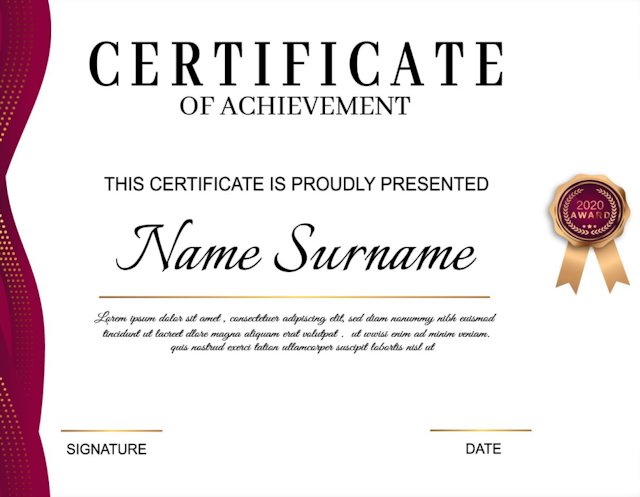 CERTIFICATE
OF ACHIEVEMENT
THIS CERTIFICATE IS PROUDLY PRESENTED
2020
AWARD
Name Surname
Lorem ipsum dolor sit amet , consectetuer adipiscing elit, sed diam nonummy nibh euismod
tincidunt ut lacreet dlore magna aliquam erat volutpat . ut wwisi enim ad minim veniam.
quis nostrud exerci tation ullamcorper suscipit lobortis nisl ut
SIGNATURE
DATE